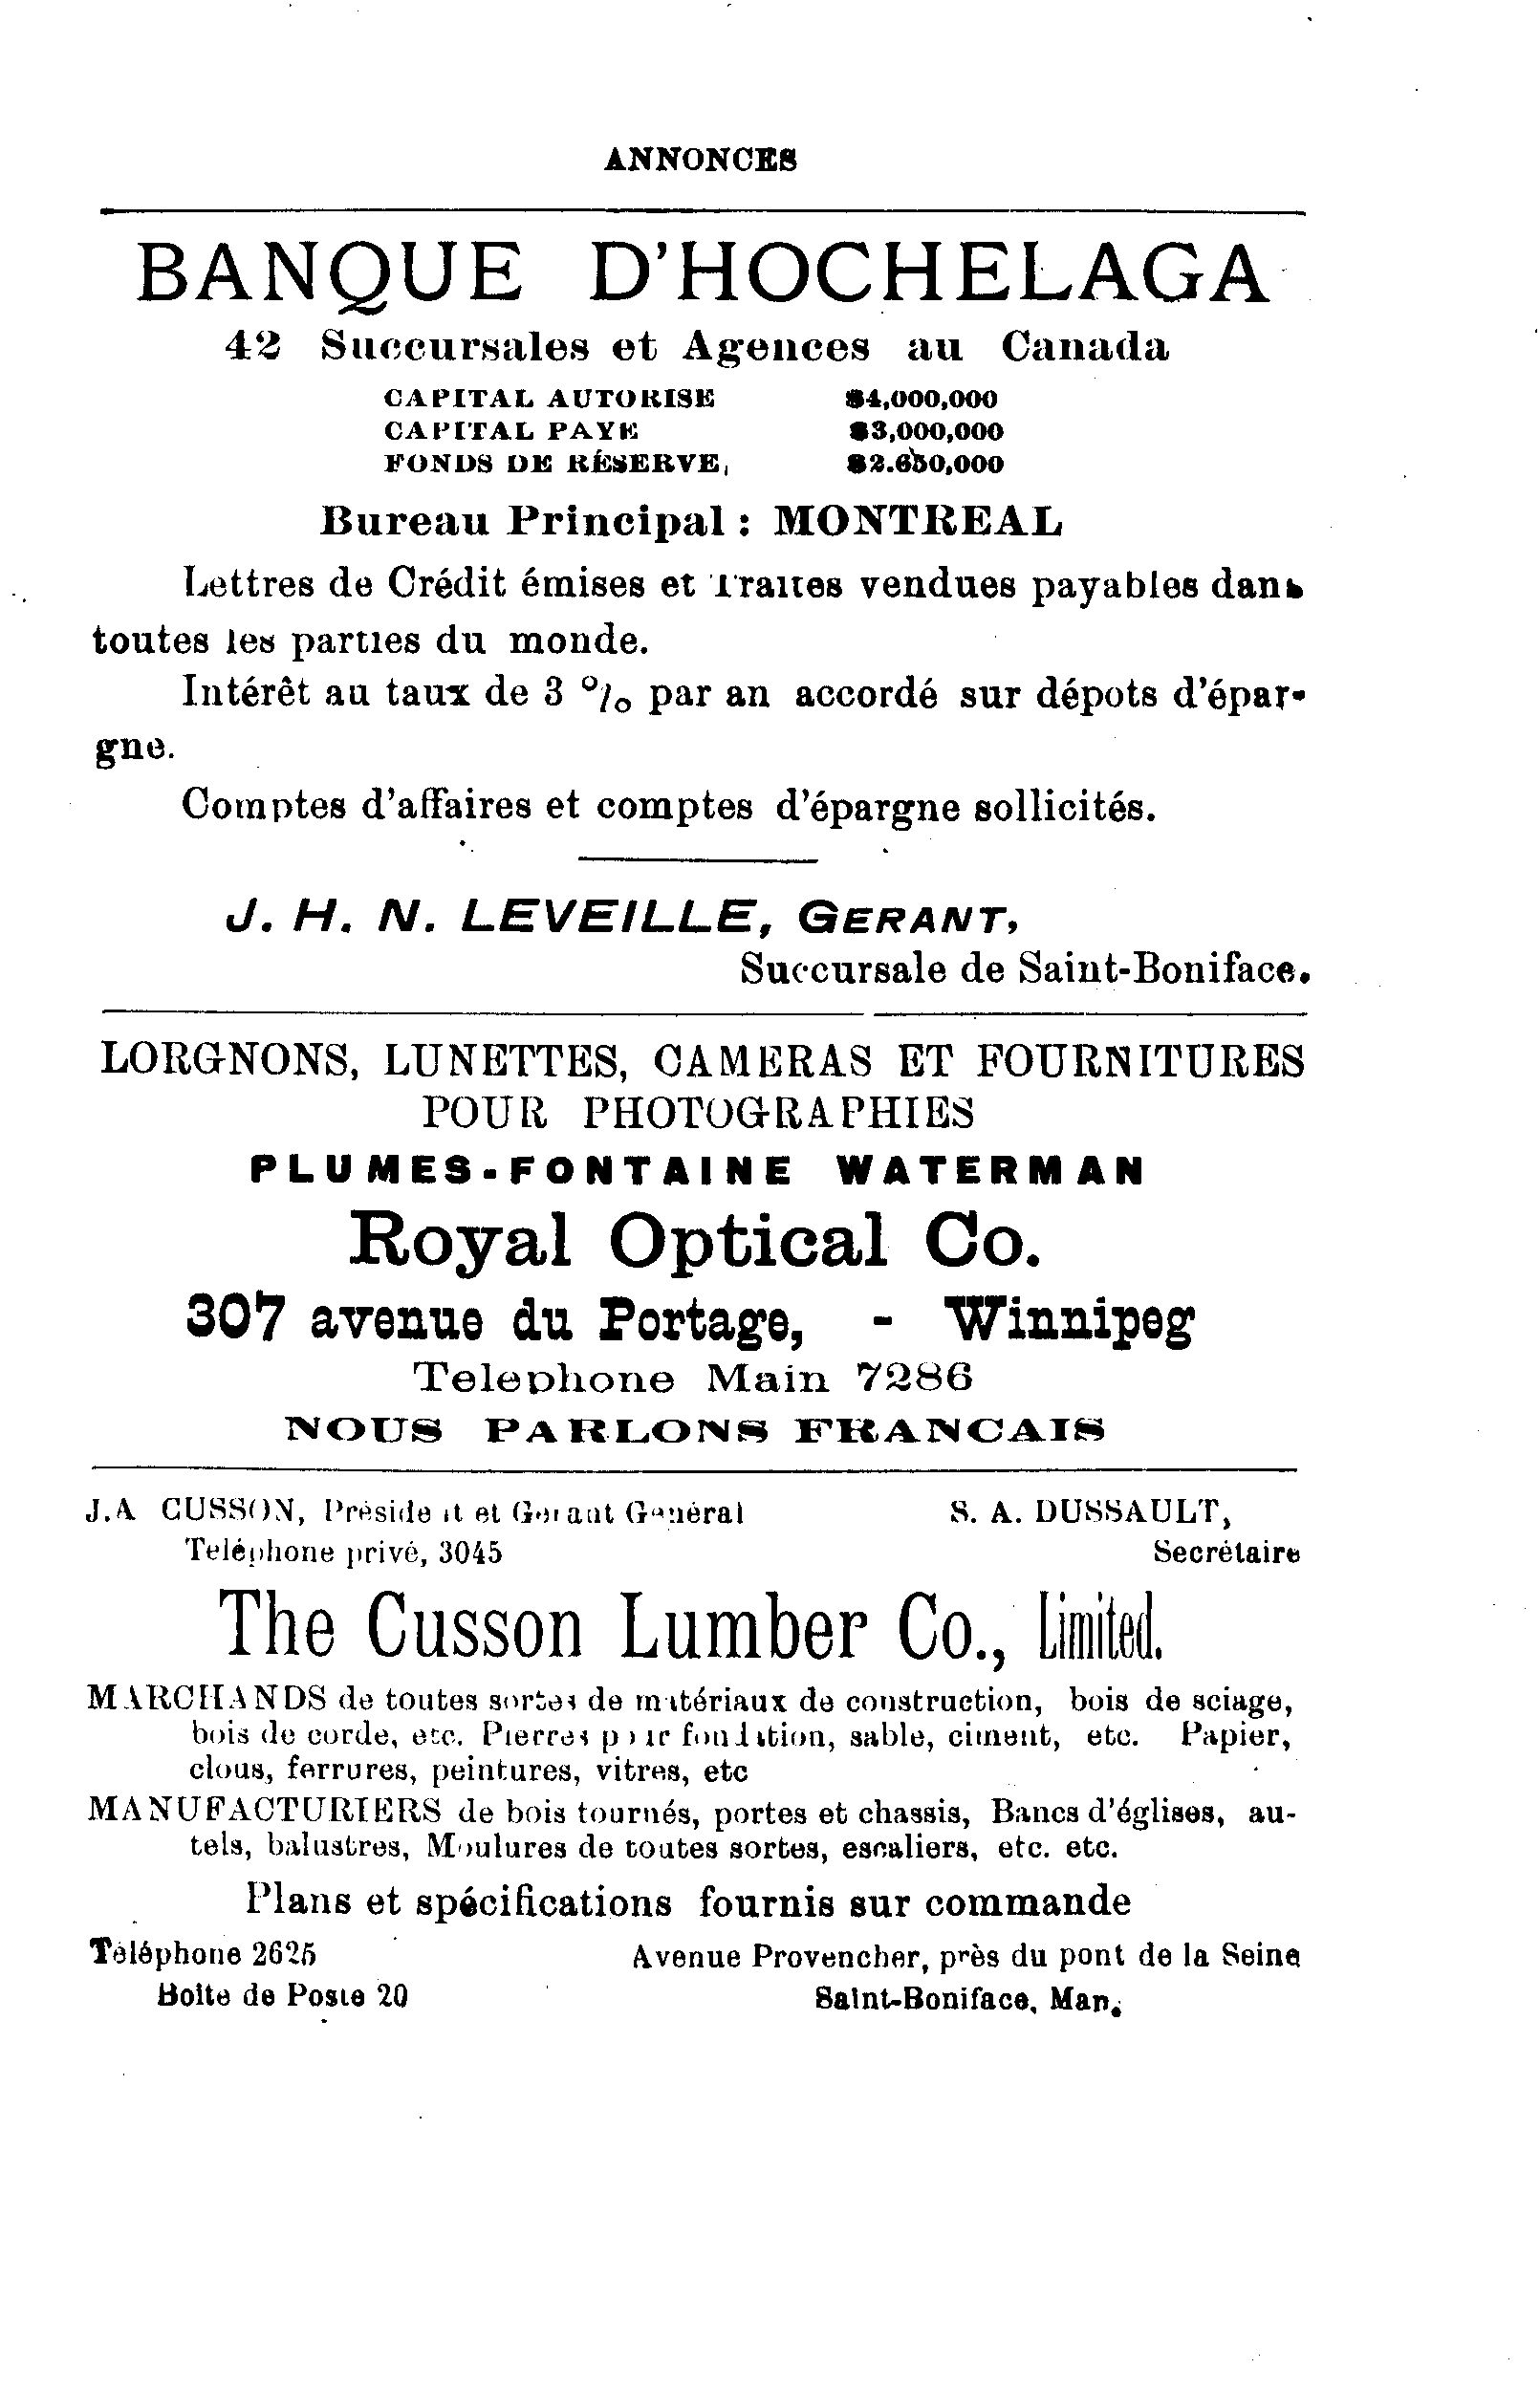 ANNONCES
BANQUE D'HOCHELAGA
42 Succursales et Agences au Canada
CAPITAL AUTORISE $4,000,000
CAPITAL PAYE $3,000,000
FONDS DE RÉSERVE, $2.650,000
Bureau Principal : MONTREAL
Lettres de Crédit émises et Traites vendues payables dans
toutes les parties du monde.
Intérêt au taux de 3 % par an accordé sur dépots d'épar-
gne.
Comptes d'affaires et comptes d'épargne sollicités.
J. H. N. LEVEILLE, GERANT,
Succursale de Saint-Boniface.
LORGNONS, LUNETTES, CAMERAS ET FOURNITURES
POUR PHOTOGRAPHIES
PLUMES-FONTAINE WATERMAN
Royal Optical Co.
307 avenue du Portage, - Winnipeg
Telephone Main 7286
NOUS PARLONS FRANCAIS
J.A CUSSON, Président et Gerant Général S. A. DUSSAULT,
Teléphone privé, 3045 Secrétaire
The Cusson Lumber Co., Limited.
MARCHANDS de toutes sortes de matériaux de construction, bois de sciage,
bois de corde, etc. Pierres pour fondation, sable, ciment, etc. Papier,
clous, ferrures, peintures, vitres, etc
MANUFACTURIERS de bois tournés, portes et chassis, Bancs d'églises, au-
tels, balustres, Moulures de toutes sortes, escaliers, etc. etc.
Plans et spécifications fournis sur commande
Téléphone 2625 Avenue Provencher, près du pont de la Seine
Boite de Poste 20 Saint-Boniface, Man.